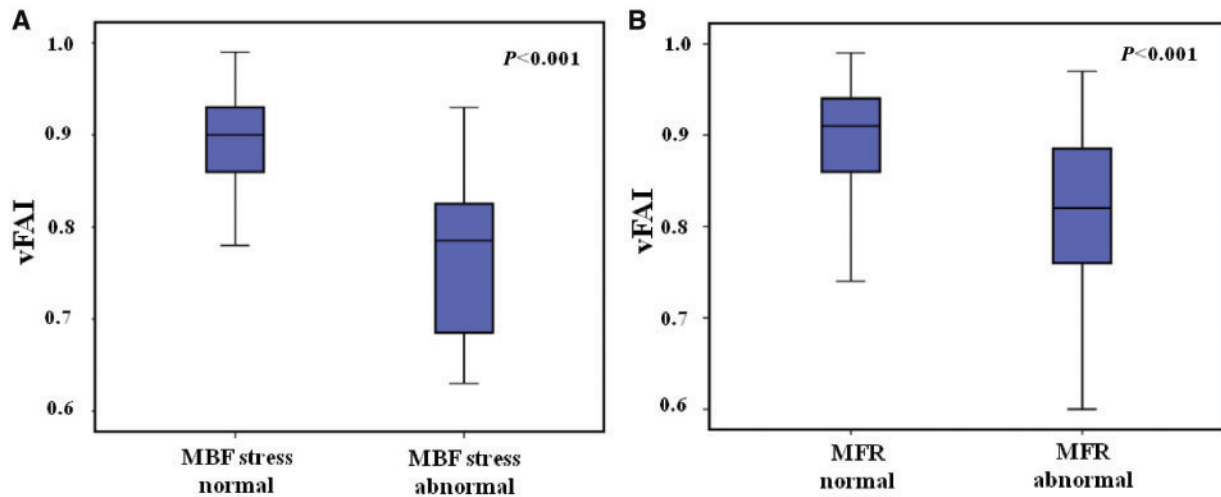 A
vFAI
1.0
0.9
0.8
0.7
0.6
P<0.001
MBF stress
normal
MBF stress
abnormal
B
vFAI
1.0
0.9
0.8
0.7
0.6
P<0.001
MFR
normal
MFR
abnormal